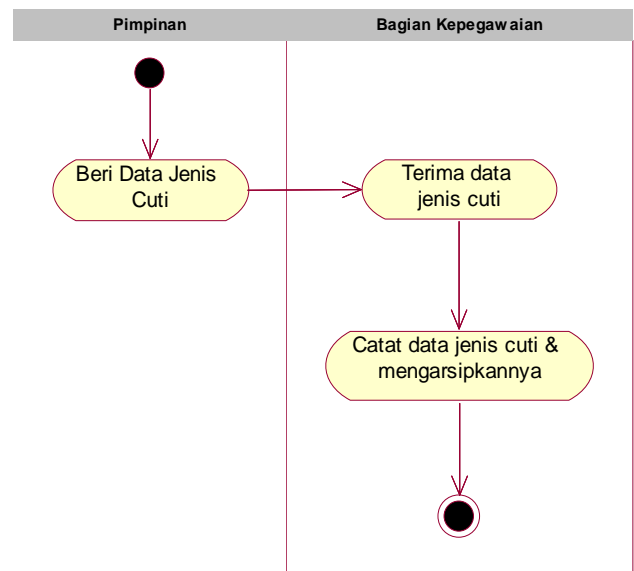 Pimpinan
Bagian Kepegawaian
Beri Data Jenis
Cuti
Terima data
jenis cuti
Catat data jenis cuti &
mengarsipkannya